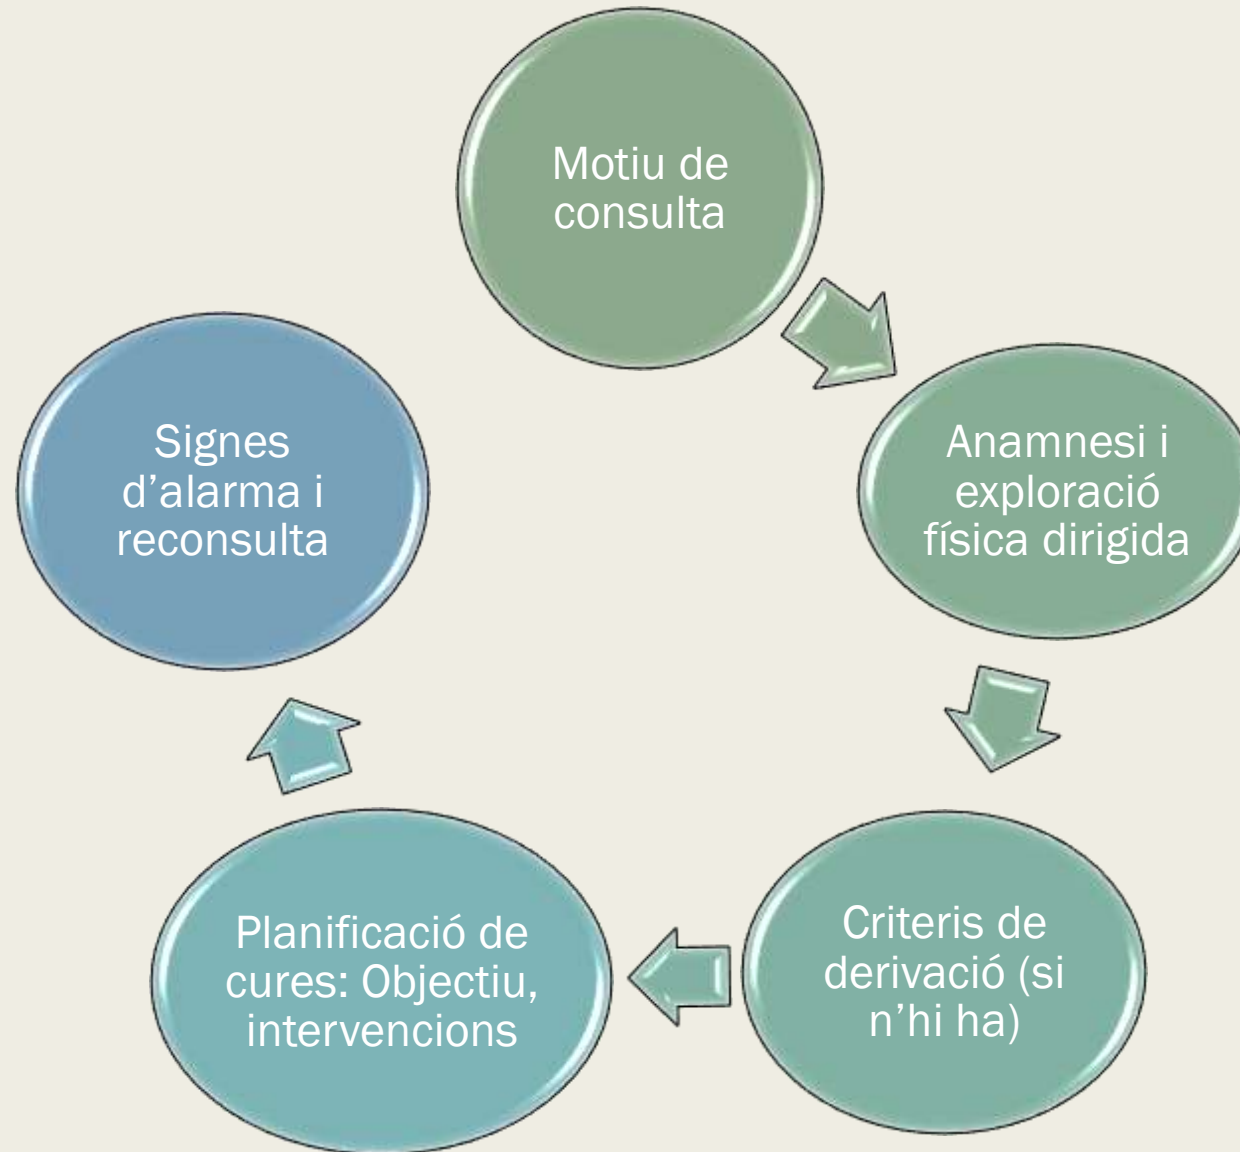 Motiu de
consulta
Anamnesi i
exploració
física dirigida
Criteris de
derivació (si
n’hi ha)
Planificació de
cures: Objectiu,
intervencions
Signes
d’alarma i
reconsulta